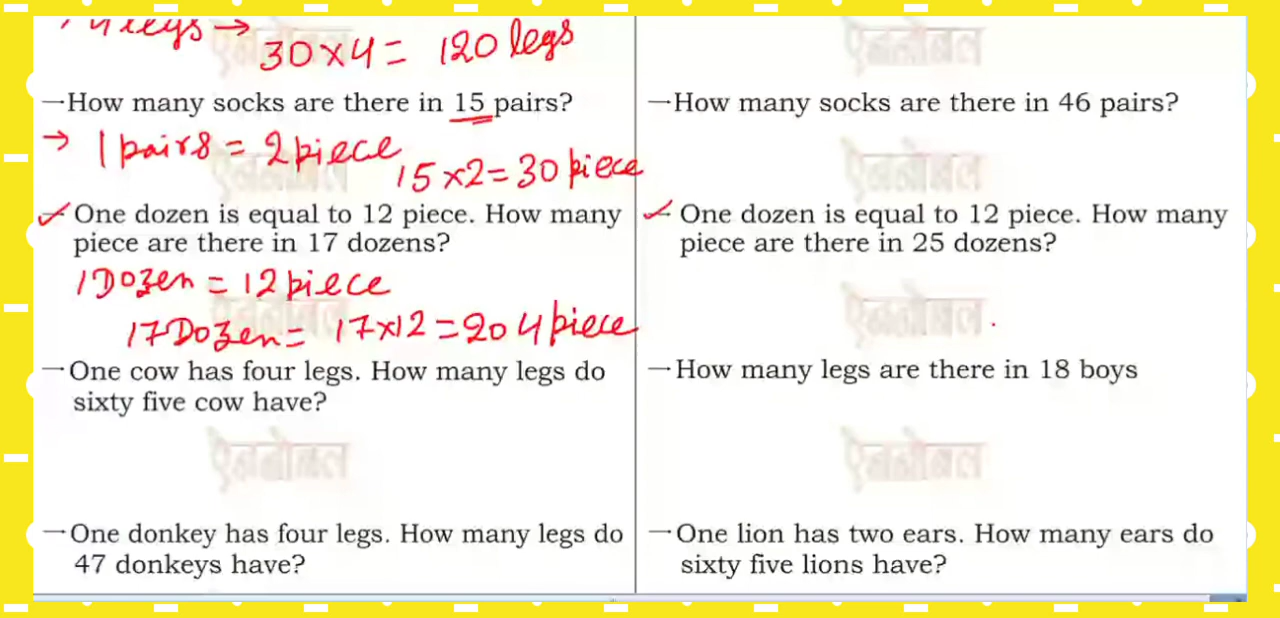 30×4= 120 legs
—How many socks are there in 15 pairs?
→ 1 pairs = 2 piece
15×2=30 piece
One dozen is equal to 12 piece. How many
piece are there in 17 dozens?
1 Dozen = 12 piece
17 Dozen = 17×12 =204 piece
—One cow has four legs. How many legs do
sixty five cow have?
ऐननोबल
—One donkey has four legs. How many legs do
47 donkeys have?
—How many socks are there in 46 pairs?
One dozen is equal to 12 piece. How many
piece are there in 25 dozens?
—How many legs are there in 18 boys
ऐननोबल
—One lion has two ears. How many ears do
sixty five lions have?